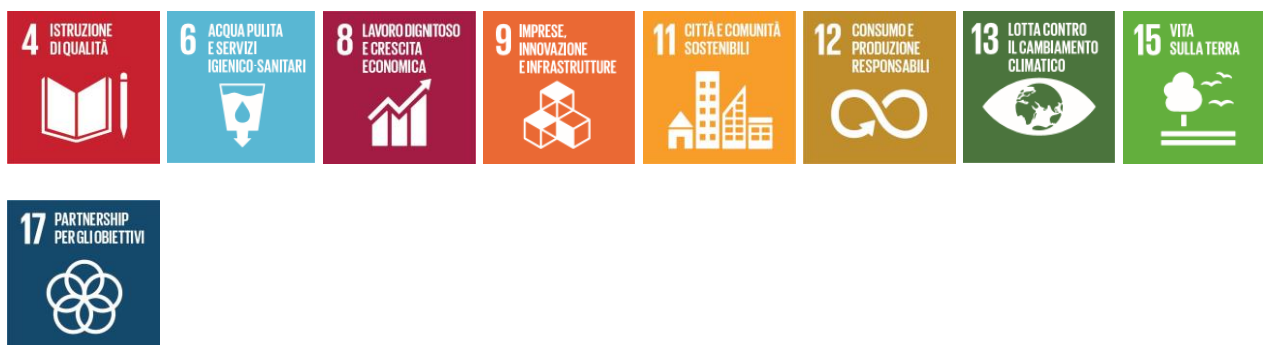 4 ISTRUZIONE
DI QUALITÀ
6 ACQUA PULITA
E SERVIZI
IGIENICO-SANITARI
8 LAVORO DIGNITOSO
E CRESCITA
ECONOMICA
9 IMPRESE,
INNOVAZIONE
E INFRASTRUTTURE
11 CITTÀ E COMUNITÀ
SOSTENIBILI
12 CONSUMO E
PRODUZIONE
RESPONSABILI
13 LOTTA CONTRO
IL CAMBIAMENTO
CLIMATICO
15 VITA
SULLA TERRA
17 PARTNERSHIP
PER GLI OBIETTIVI